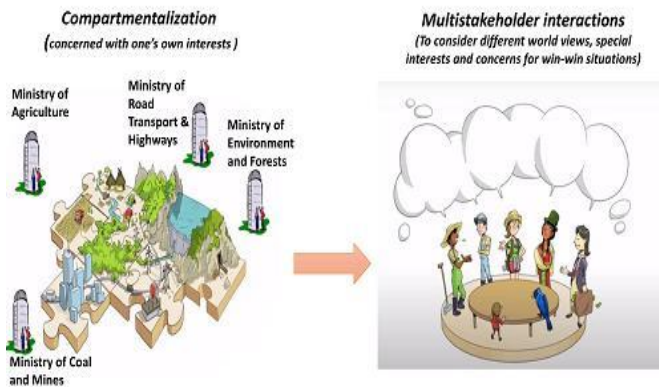 Compartmentalization
(concerned with one's own interests )
Ministry of
Agriculture
Ministry of
Road
Transport &
Highways
Ministry of
Environment
and Forests
Ministry of Coal
and Mines
Multistakeholder interactions
(To consider different world views, special
interests and concerns for win-win situations)